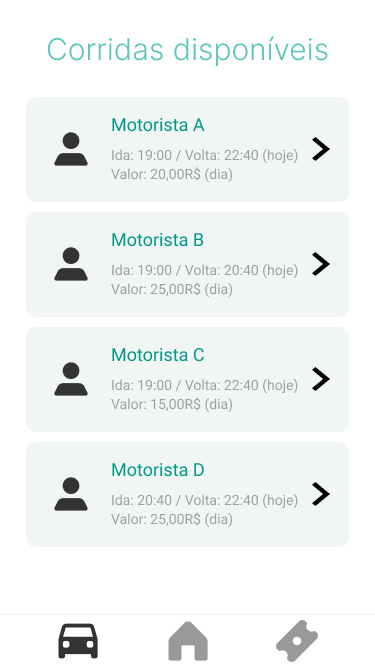 Corridas disponíveis
Motorista A
Ida: 19:00 / Volta: 22:40 (hoje)
Valor: 20,00R$ (dia)
Motorista B
Ida: 19:00 / Volta: 20:40 (hoje)
Valor: 25,00R$ (dia)
Motorista C
Ida: 19:00 / Volta: 22:40 (hoje)
Valor: 15,00R$ (dia)
Motorista D
Ida: 20:40 / Volta: 22:40 (hoje)
Valor: 25,00R$ (dia)